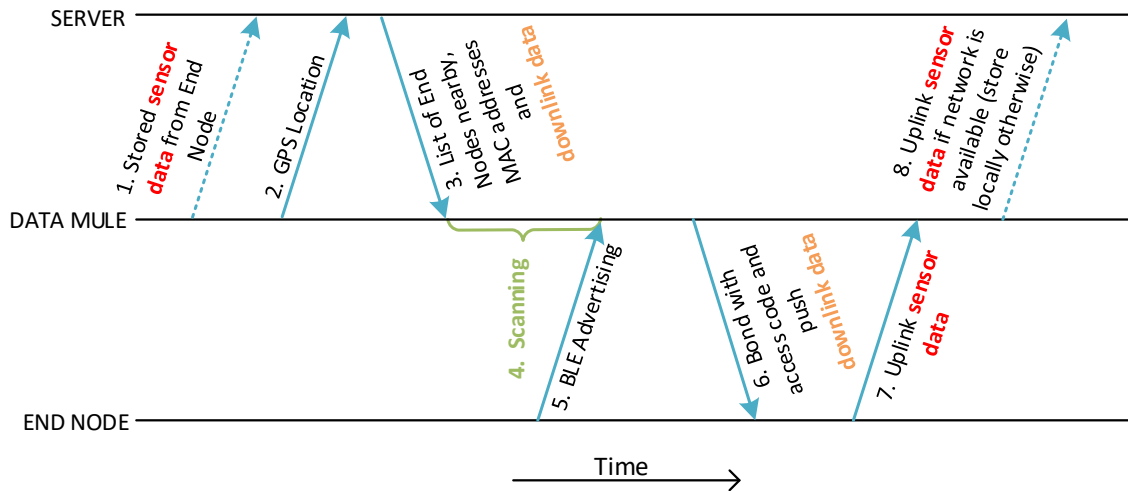 SERVER
1. Stored sensor
data from End
Node
2. GPS Location
3. List of End
Nodes nearby,
MAC addresses
and
downlink data
8. Uplink sensor
data if network is
available (store
locally otherwise)
DATA MULE
4. Scanning
5. BLE Advertising
6. Bond with
access code and
push
downlink data
7. Uplink sensor
data
END NODE
Time